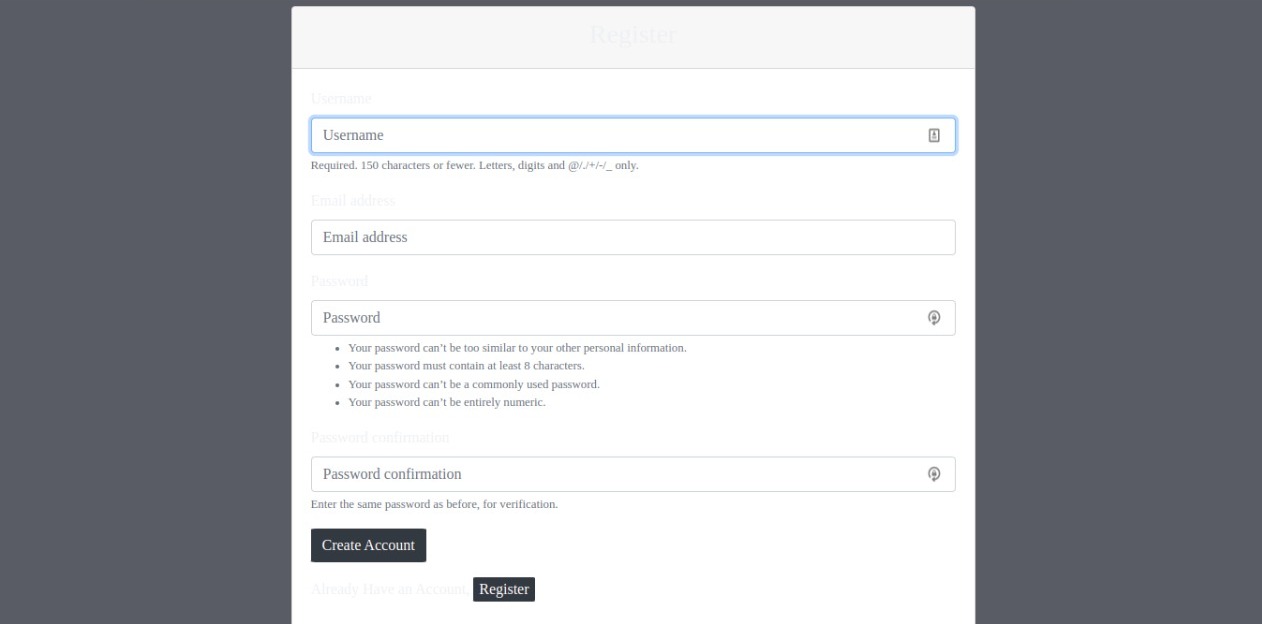 Register
Username
Username
Required. 150 characters or fewer. Letters, digits and @/./+/-/_ only.
Email address
Email address
Password
Password
Your password can’t be too similar to your other personal information.
Your password must contain at least 8 characters.
Your password can’t be a commonly used password.
Your password can’t be entirely numeric.
Password confirmation
Password confirmation
Enter the same password as before, for verification.
Create Account
Already Have an Account, Register